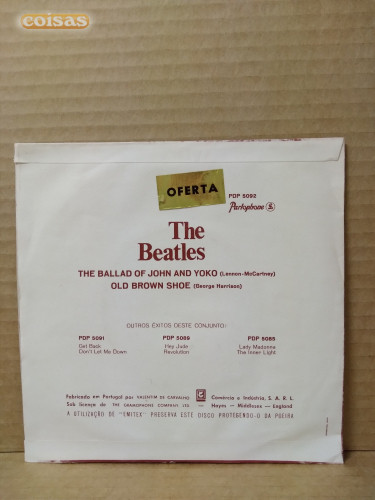 coisas
OFERTA
PDP 5092
Parlophone
The
Beatles
THE BALLAD OF JOHN AND YOKO (Lennon-McCartney)
OLD BROWN SHOE (George Harrison)
OUTROS ÊXITOS DESTE CONJUNTO:
PDP 5091 PDP 5089 PDP 5085
Get Back Hey Jude Lady Madonna
Don't Let Me Down Revolution The Inner Light
Fabricado em Portugal por VALENTIM DE CARVALHO Comércio e Indústria, S. A. R. L.
Sob licença de THE GRAMOPHONE COMPANY LTD. — Hayes - Middlesex - England
A UTILIZAÇÃO DE "EMITEX" PRESERVA ESTE DISCO PROTEGENDO-O DA POEIRA